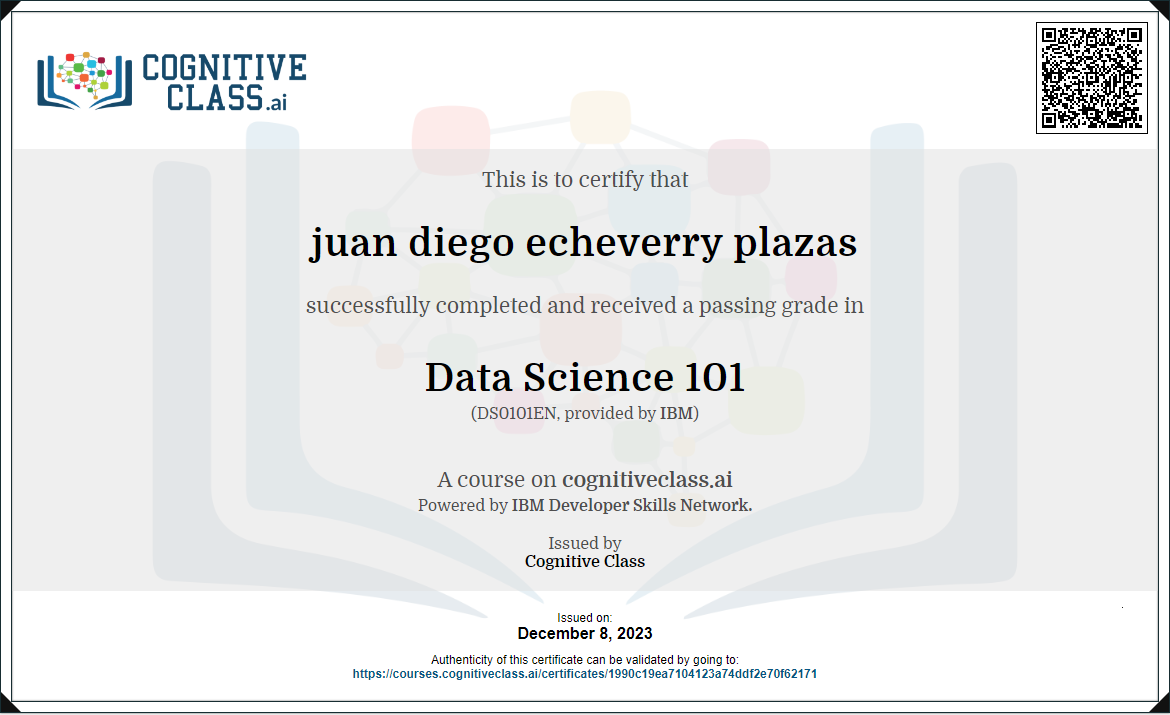 COGNITIVE
CLASS.ai
This is to certify that
juan diego echeverry plazas
successfully completed and received a passing grade in
Data Science 101
(DS0101EN, provided by IBM)
A course on cognitiveclass.ai
Powered by IBM Developer Skills Network.
Issued by
Cognitive Class
Issued on:
December 8, 2023
Authenticity of this certificate can be validated by going to:
https://courses.cognitiveclass.ai/certificates/1990c19ea7104123a74ddf2e70f62171